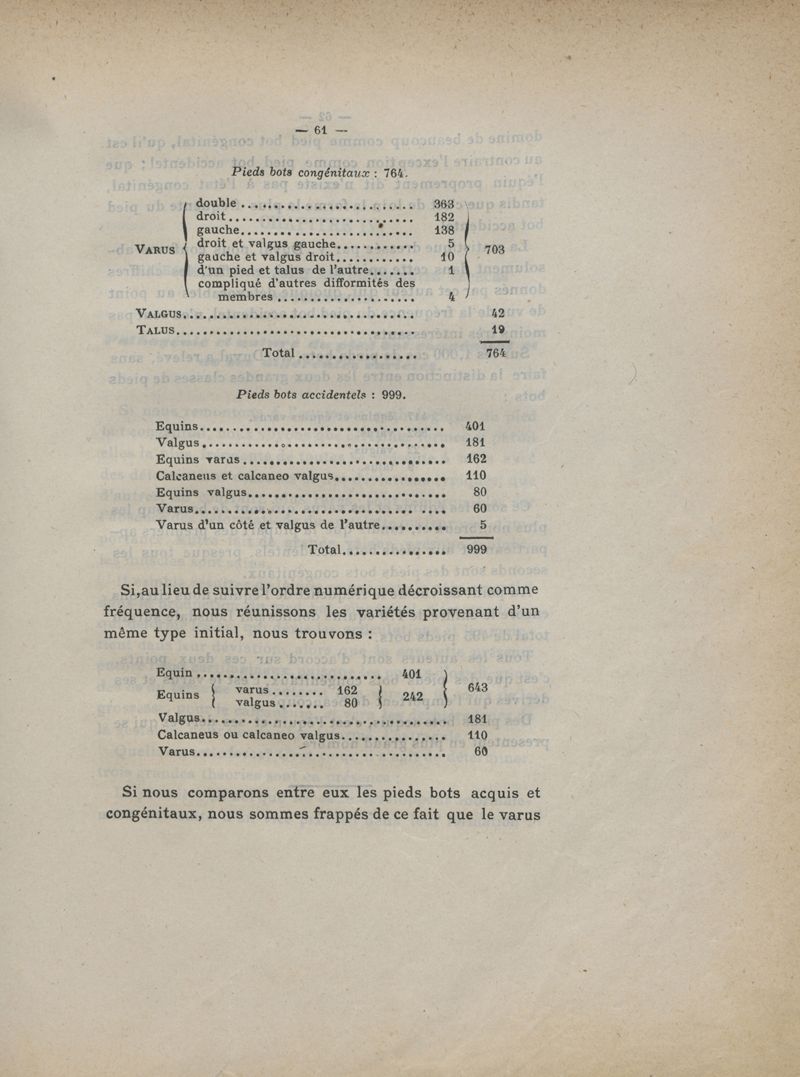 — 61 —
Pieds bots congénitaux : 764.
double ........................... 363
droit ............................ 182
gauche ........................... 138
VARUS { droit et valgus gauche............ 5 } 703
gauche et valgus droit............ 10
d'un pied et talus de l'autre....... 1
compliqué d'autres difformités des
membres ..................... 4
VALGUS.................................... 42
TALUS..................................... 19
Total .................. 764
Pieds bots accidentels : 999.
Equins...................................... 401
Valgus...................................... 181
Equins varus ............................... 162
Calcaneus et calcaneo valgus................. 110
Equins valgus............................... 80
Varus....................................... 60
Varus d'un côté et valgus de l'autre.......... 5
Total................ 999
Si, au lieu de suivre l'ordre numérique décroissant comme
fréquence, nous réunissons les variétés provenant d'un
même type initial, nous trouvons :
Equin ............................ 401
Equins { varus ........ 162 } 242 } 643
valgus ....... 80
Valgus...................................... 181
Calcaneus ou calcaneo valgus................ 110
Varus....................................... 60
Si nous comparons entre eux les pieds bots acquis et
congénitaux, nous sommes frappés de ce fait que le varus